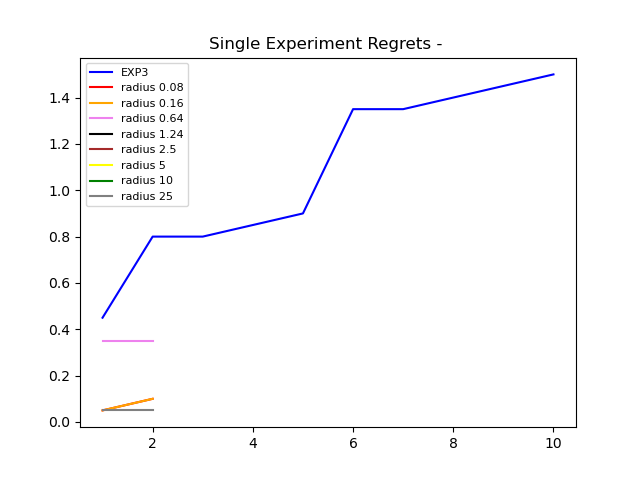 Single Experiment Regrets -
EXP3
radius 0.08
radius 0.16
radius 0.64
radius 1.24
radius 2.5
radius 5
radius 10
radius 25
1.4
1.2
1.0
0.8
0.6
0.4
0.2
0.0
2 4 6 8 10